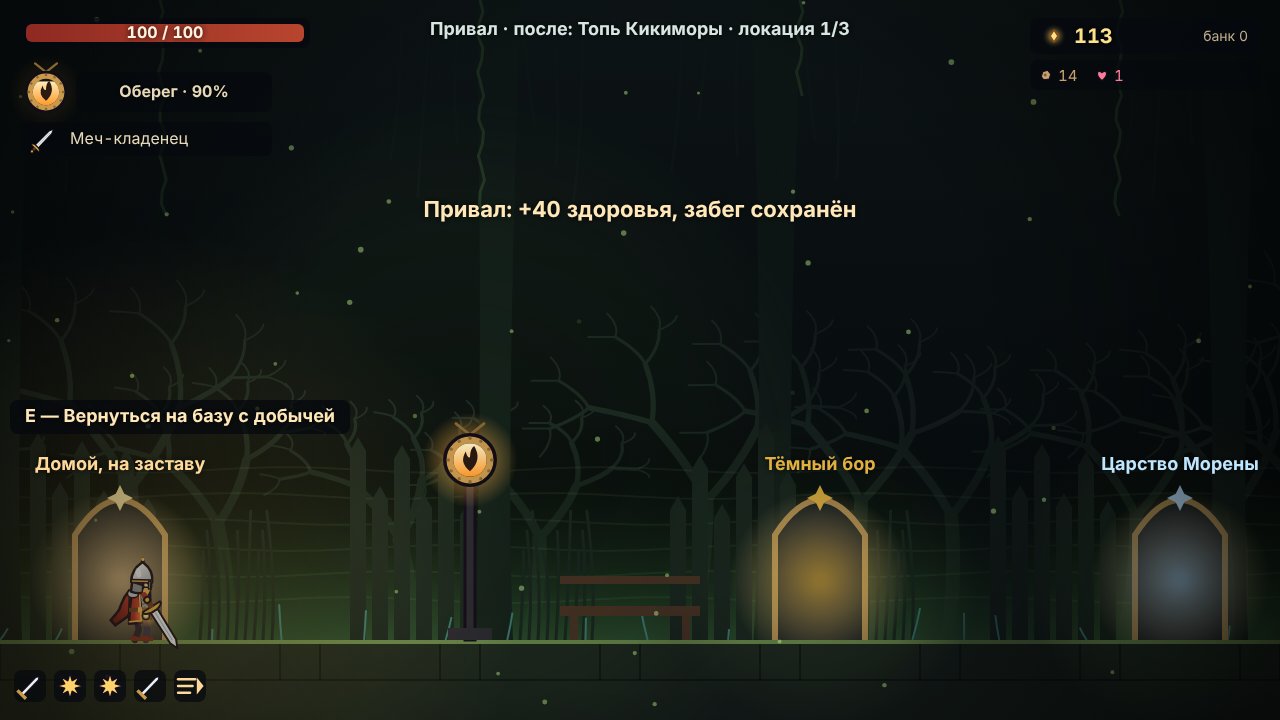 100 / 100
Привал · после: Топь Кикиморы · локация 1/3
113
банк 0
14
1
Оберег · 90%
Меч-кладенец
Привал: +40 здоровья, забег сохранён
E — Вернуться на базу с добычей
Домой, на заставу
Тёмный бор
Царство Морены